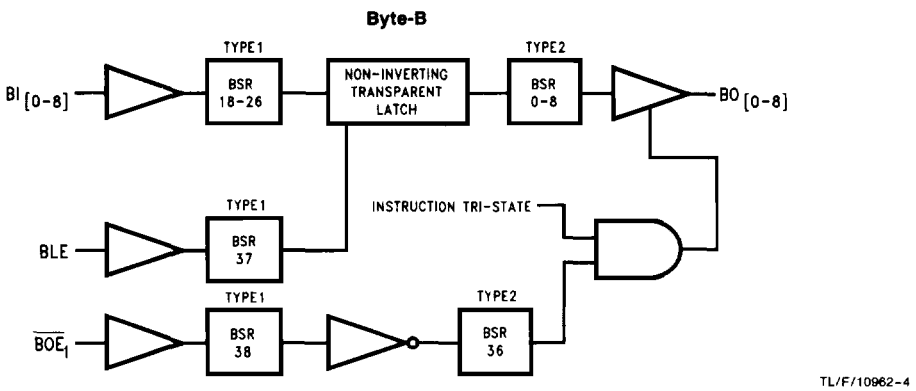 Byte-B
TYPE1
TYPE2
BI[0-8]
BSR
18-26
NON-INVERTING
TRANSPARENT
LATCH
BSR
0-8
BO[0-8]
TYPE1
INSTRUCTION TRI-STATE
BLE
BSR
37
TYPE1
TYPE2
BOE1
BSR
38
BSR
36
TL/F/10962-4